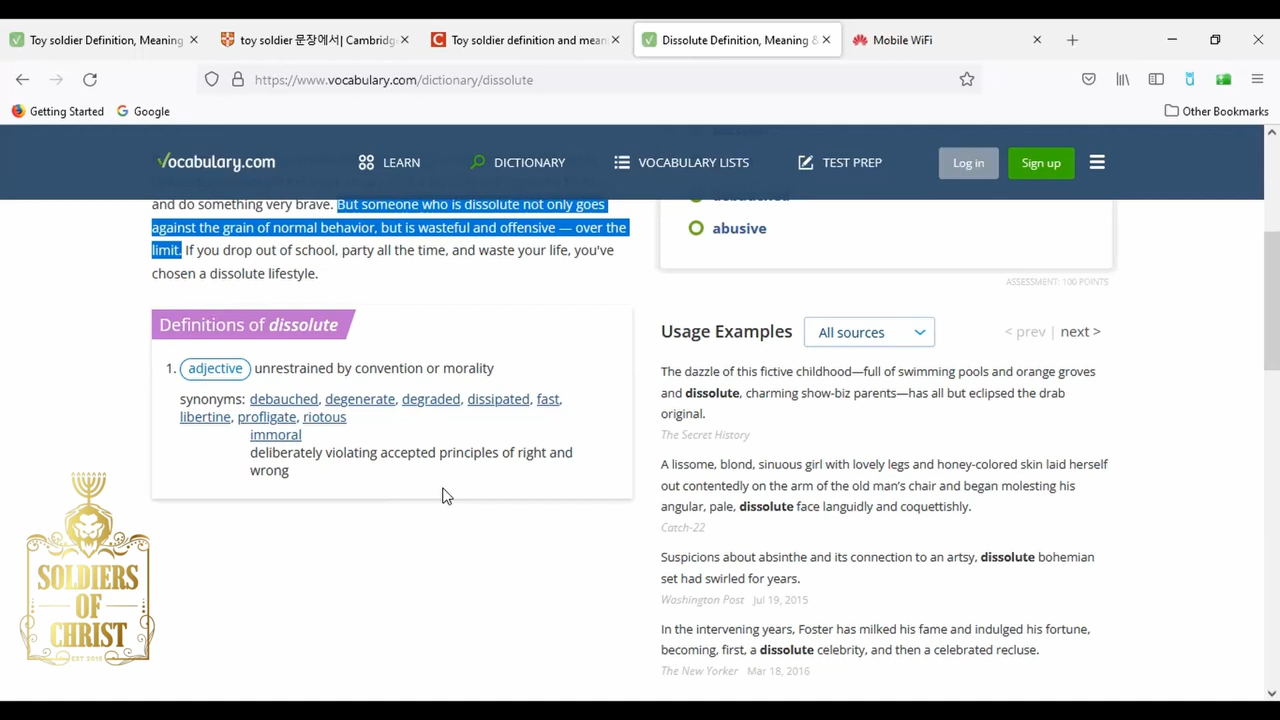 Toy soldier Definition, Meaning
toy soldier 문장에서| Cambridg
Toy soldier definition and mean
Dissolute Definition, Meaning &
Mobile WiFi
https://www.vocabulary.com/dictionary/dissolute
Getting Started
Google
Other Bookmarks
Vocabulary.com
LEARN
DICTIONARY
VOCABULARY LISTS
TEST PREP
Log in
Sign up
and do something very brave. But someone who is dissolute not only goes
against the grain of normal behavior, but is wasteful and offensive — over the
limit. If you drop out of school, party all the time, and waste your life, you've
chosen a dissolute lifestyle.
Definitions of dissolute
1. adjective unrestrained by convention or morality
synonyms: debauched, degenerate, degraded, dissipated, fast,
libertine, profligate, riotous
immoral
deliberately violating accepted principles of right and
wrong
abusive
ASSESSMENT: 100 POINTS
Usage Examples
All sources
< prev | next >
The dazzle of this fictive childhood—full of swimming pools and orange groves
and dissolute, charming show-biz parents—has all but eclipsed the drab
original.
The Secret History
A lissome, blond, sinuous girl with lovely legs and honey-colored skin laid herself
out contentedly on the arm of the old man's chair and began molesting his
angular, pale, dissolute face languidly and coquettishly.
Catch-22
Suspicions about absinthe and its connection to an artsy, dissolute bohemian
set had swirled for years.
Washington Post Jul 19, 2015
In the intervening years, Foster has milked his fame and indulged his fortune,
becoming, first, a dissolute celebrity, and then a celebrated recluse.
The New Yorker Mar 18, 2016
SOLDIERS
OF
CHRIST